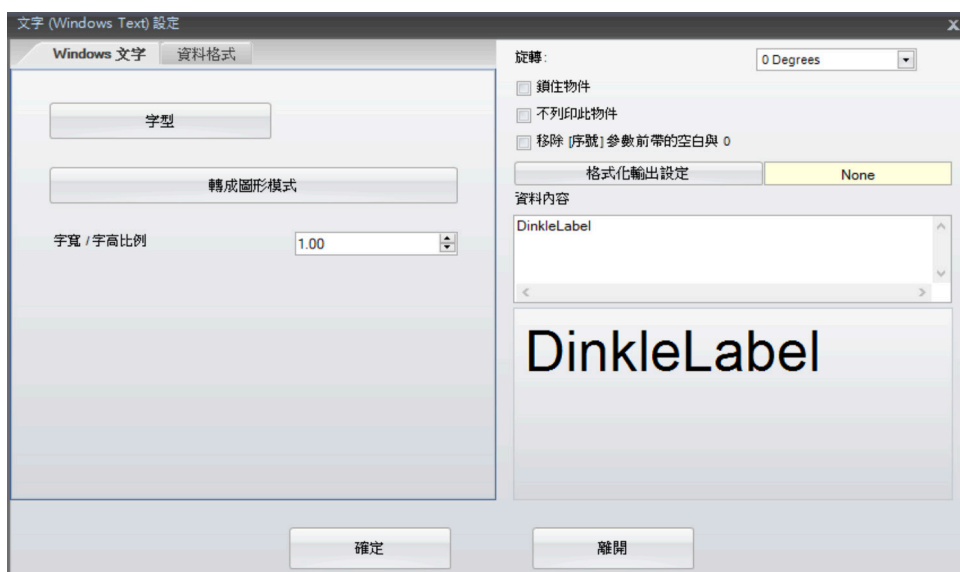 文字 (Windows Text) 設定
X
Windows 文字
資料格式
字型
轉成圖形模式
字寬 / 字高比例
1.00
旋轉:
0 Degrees
鎖住物件
不列印此物件
移除 [序號] 參數前帶的空白與 0
格式化輸出設定
None
資料內容
DinkleLabel
DinkleLabel
確定
離開